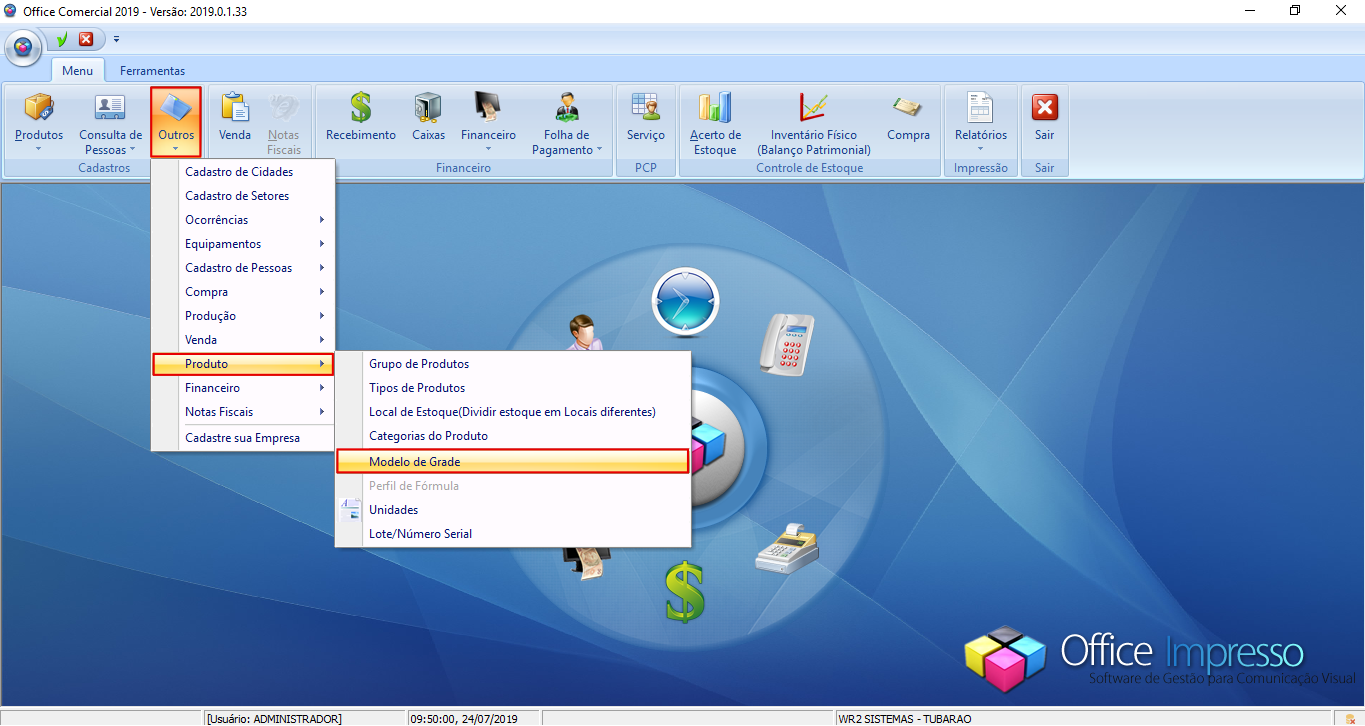 Office Comercial 2019 - Versão: 2019.0.1.33
Menu
Ferramentas
Produtos
Consulta de
Pessoas
Outros
Venda
Notas
Fiscais
Recebimento
Caixas
Financeiro
Folha de
Pagamento
Serviço
Acerto de
Estoque
Inventário Físico
(Balanço Patrimonial)
Compra
Relatórios
Sair
Cadastros
Financeiro
PCP
Controle de Estoque
Impressão
Sair
Cadastro de Cidades
Cadastro de Setores
Ocorrências
Equipamentos
Cadastro de Pessoas
Compra
Produção
Venda
Produto
Financeiro
Notas Fiscais
Cadastre sua Empresa
Grupo de Produtos
Tipos de Produtos
Local de Estoque(Dividir estoque em Locais diferentes)
Categorias do Produto
Modelo de Grade
Perfil de Fórmula
Unidades
Lote/Número Serial
Office Impresso
Software de Gestão para Comunicação Visual
[Usuário: ADMINISTRADOR]
09:50:00, 24/07/2019
WR2 SISTEMAS - TUBARAO